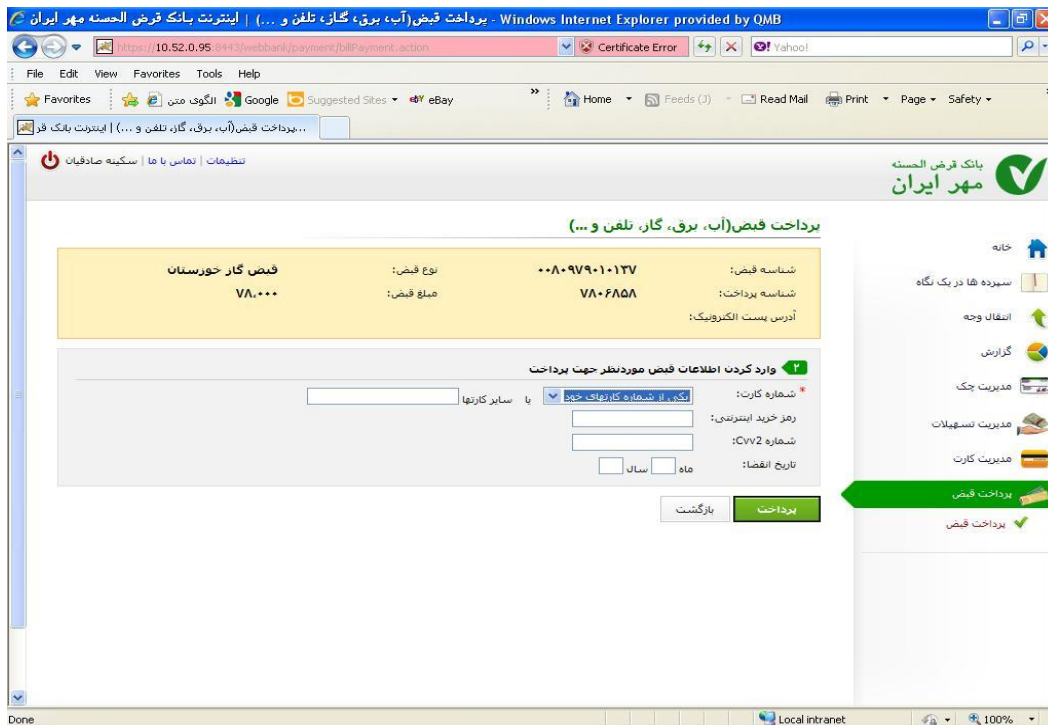 پرداخت قبض(آب، برق، گاز، تلفن و ...) | اینترنت بانک قرض الحسنه مهر ایران - Windows Internet Explorer provided by QMB
https://10.52.0.95:8443/webbank/payment/billPayment.action Certificate Error Yahoo!
File Edit View Favorites Tools Help
Favorites الگوی متن Google Suggested Sites eBay » Home Feeds (J) Read Mail Print Page Safety
پرداخت قبض(آب، برق، گاز، تلفن و ...) | اینترنت بانک قر...
تنظیمات | تماس با ما | سکینه صادقیان
بانک قرض الحسنه
مهر ایران
خانه
سپرده ها در یک نگاه
انتقال وجه
گزارش
مدیریت چک
مدیریت تسهیلات
مدیریت کارت
پرداخت قبض
پرداخت قبض
پرداخت قبض(آب، برق، گاز، تلفن و ...)
شناسه قبض: ۰۰۸۰۹۷۹۰۱۰۱۳۷ نوع قبض: قبض گاز خوزستان
شناسه پرداخت: ۷۸۰۶۸۵۸ مبلغ قبض: ۷۸,۰۰۰
آدرس پست الکترونیک:
۲ وارد کردن اطلاعات قبض موردنظر جهت پرداخت
* شماره کارت: یکی از شماره کارتهای خود یا سایر کارتها
رمز خرید اینترنتی:
شماره Cvv2:
تاریخ انقضا: ماه سال
پرداخت بازگشت
Done Local intranet 100%